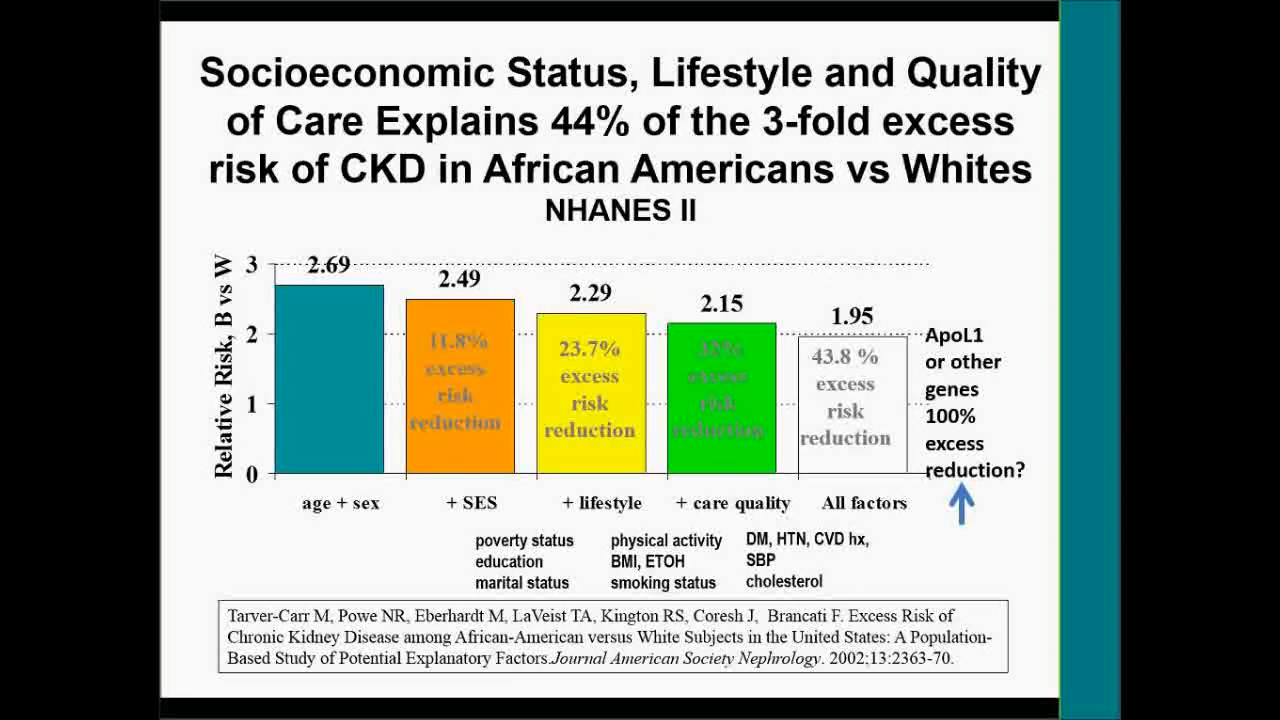 Socioeconomic Status, Lifestyle and Quality
of Care Explains 44% of the 3-fold excess
risk of CKD in African Americans vs Whites
NHANES II
Relative Risk, B vs W
3
2
1
0
2.69
2.49
2.29
2.15
1.95
11.8%
excess
risk
reduction
23.7%
excess
risk
reduction
32%
excess
risk
reduction
43.8 %
excess
risk
reduction
ApoL1
or other
genes
100%
excess
reduction?
age + sex
+ SES
+ lifestyle
+ care quality
All factors
poverty status
education
marital status
physical activity
BMI, ETOH
smoking status
DM, HTN, CVD hx,
SBP
cholesterol
Tarver-Carr M, Powe NR, Eberhardt M, LaVeist TA, Kington RS, Coresh J, Brancati F. Excess Risk of
Chronic Kidney Disease among African-American versus White Subjects in the United States: A Population-
Based Study of Potential Explanatory Factors.Journal American Society Nephrology. 2002;13:2363-70.